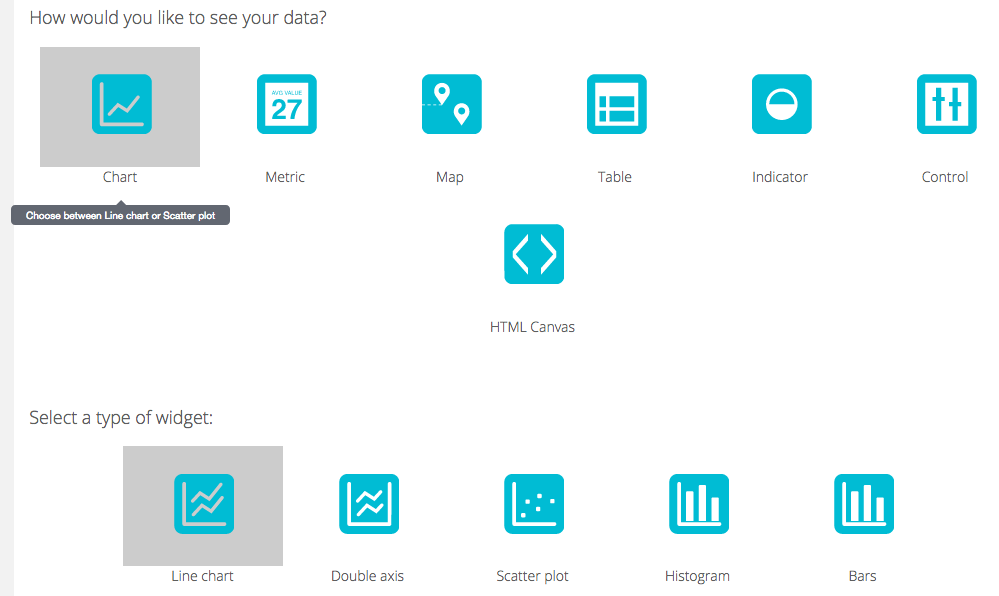 How would you like to see your data?
AVG VALUE
27
Chart Metric Map Table Indicator Control
Choose between Line chart or Scatter plot
HTML Canvas
Select a type of widget:
Line chart Double axis Scatter plot Histogram Bars